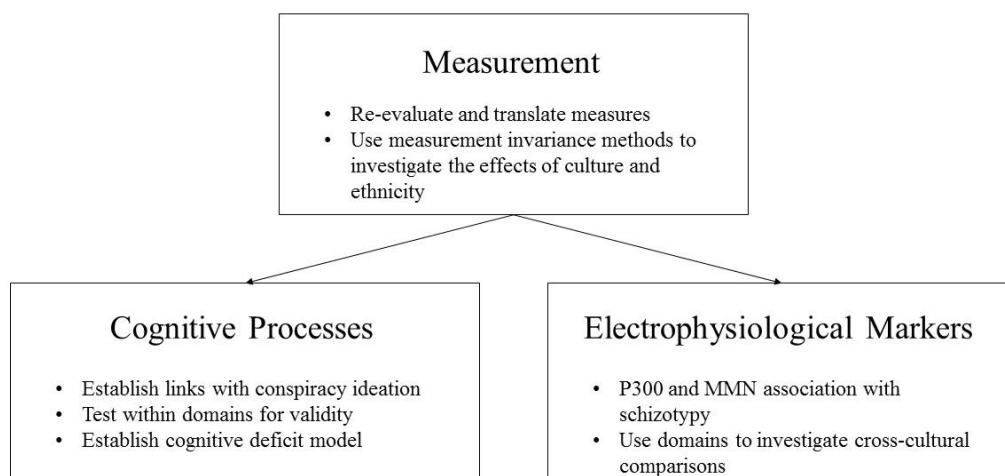 Measurement
• Re-evaluate and translate measures
• Use measurement invariance methods to
investigate the effects of culture and
ethnicity
Cognitive Processes
• Establish links with conspiracy ideation
• Test within domains for validity
• Establish cognitive deficit model
Electrophysiological Markers
• P300 and MMN association with
schizotypy
• Use domains to investigate cross-cultural
comparisons